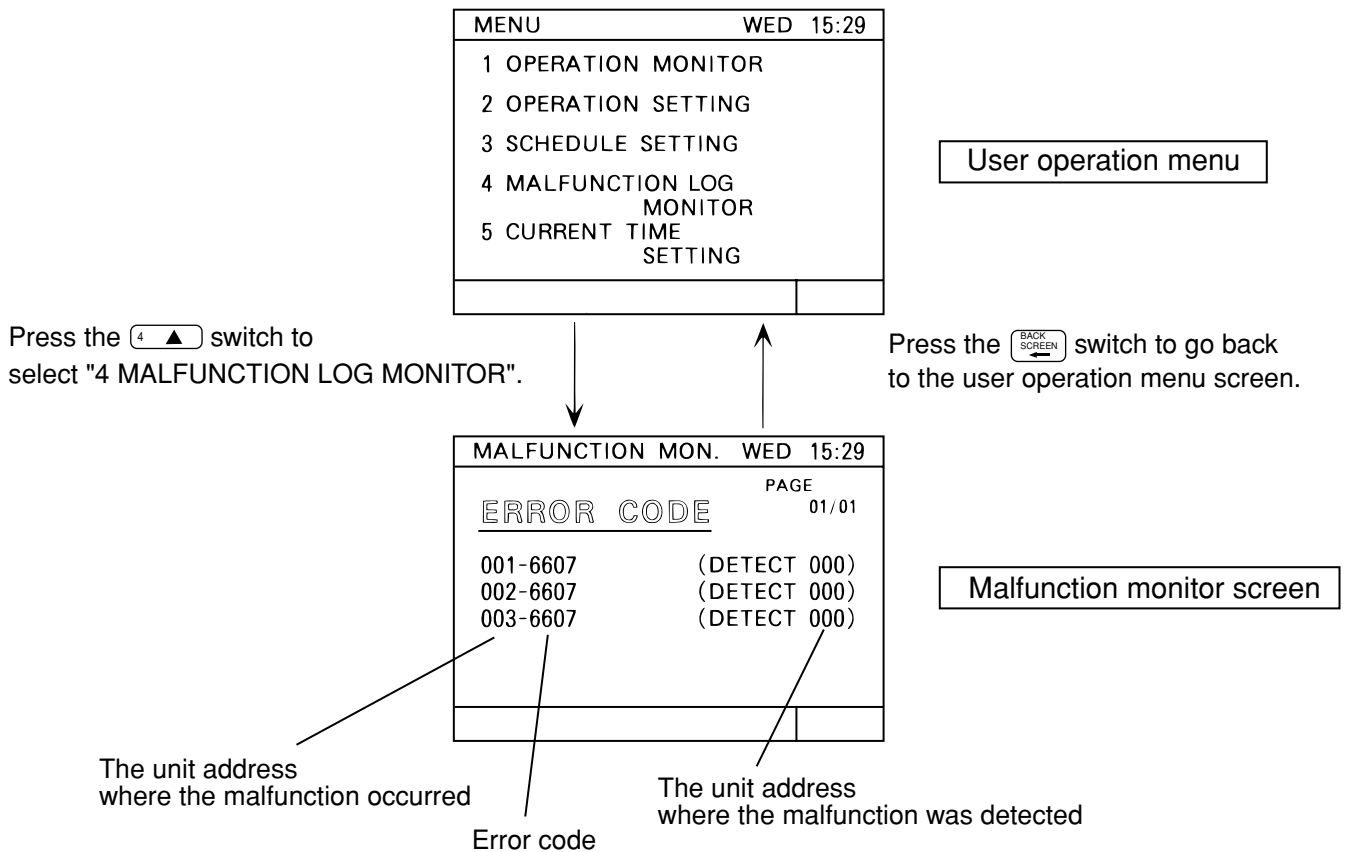 MENU WED 15:29
1 OPERATION MONITOR
2 OPERATION SETTING
3 SCHEDULE SETTING
4 MALFUNCTION LOG
MONITOR
5 CURRENT TIME
SETTING
User operation menu
Press the 4 ▲ switch to
select "4 MALFUNCTION LOG MONITOR".
Press the BACK SCREEN switch to go back
to the user operation menu screen.
MALFUNCTION MON. WED 15:29
PAGE
ERROR CODE 01/01
001-6607 (DETECT 000)
002-6607 (DETECT 000)
003-6607 (DETECT 000)
Malfunction monitor screen
The unit address
where the malfunction occurred
Error code
The unit address
where the malfunction was detected